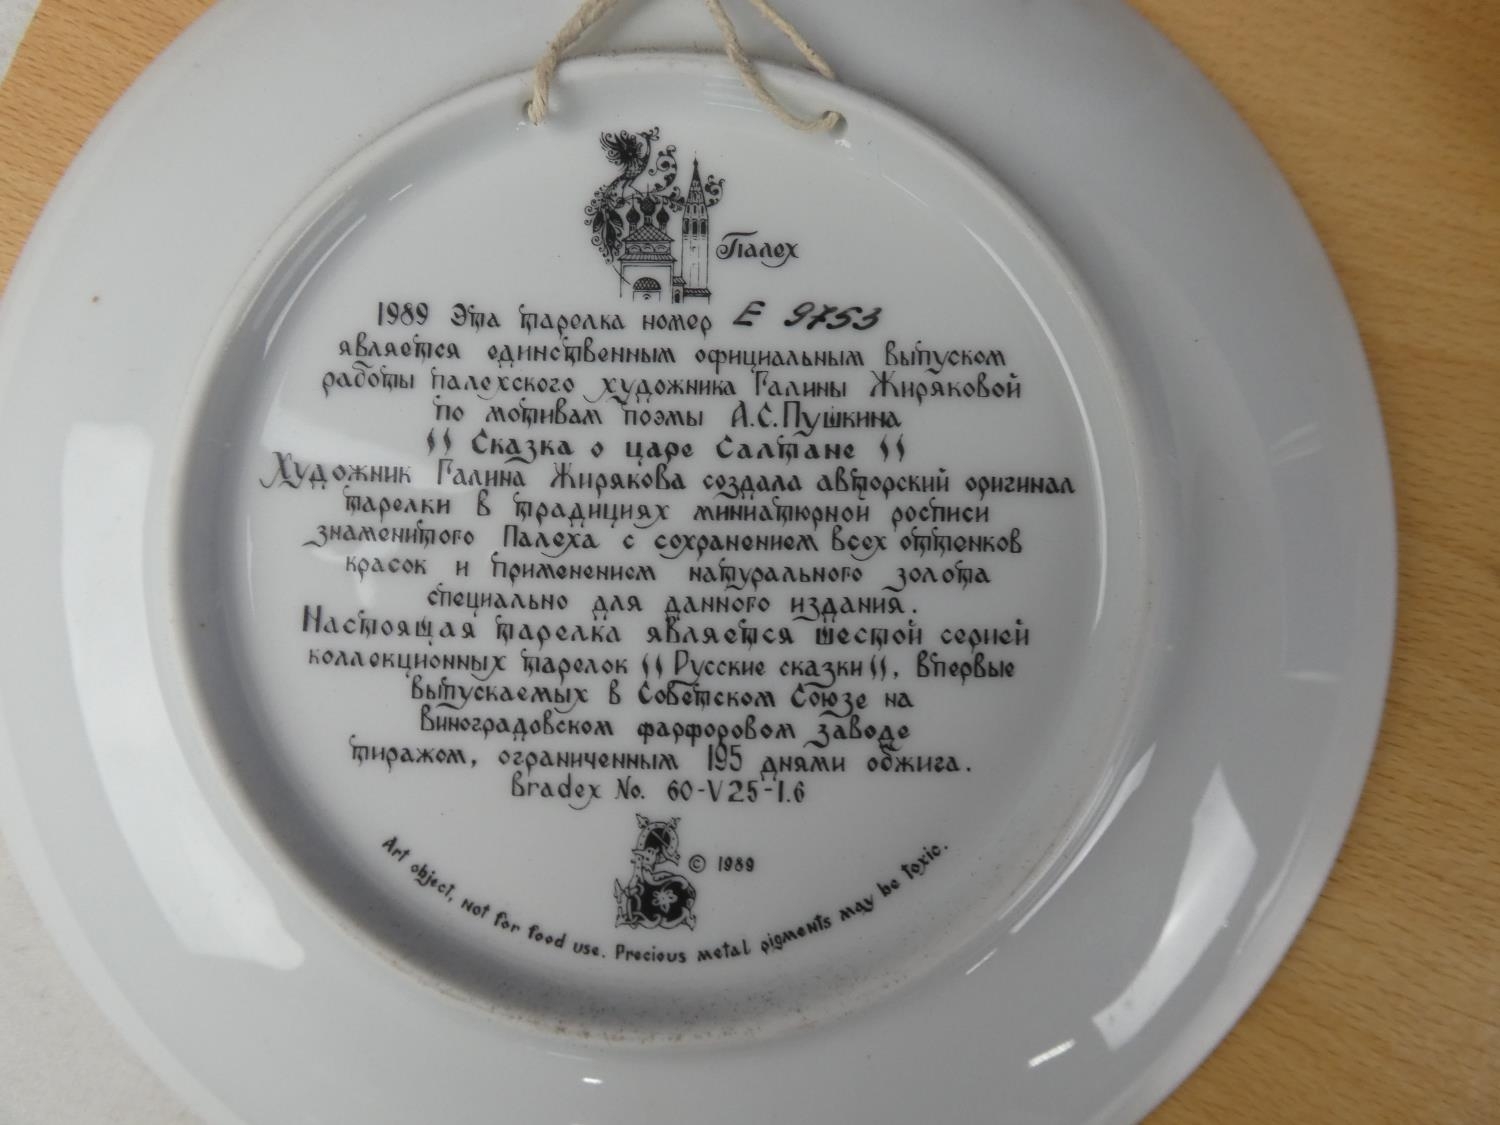 Палех
1989 Эта тарелка номер E 9753
является единственным официальным выпуском
работы палехского художника Галины Жиряковой
по мотивам поэмы А.С.Пушкина
"Сказка о царе Салтане"
Художник Галина Жирякова создала авторский оригинал
тарелки в традициях миниатюрной росписи
знаменитого Палеха с сохранением всех оттенков
красок и применением натурального золота
специально для данного издания.
Настоящая тарелка является шестой серией
коллекционных тарелок "Русские сказки", впервые
выпускаемых в Советском Союзе на
Виноградовском фарфоровом заводе
тиражом, ограниченным 195 днями обжига.
Bradex No. 60-V25-1.6
© 1989
Art object, not for food use. Precious metal pigments may be toxic.